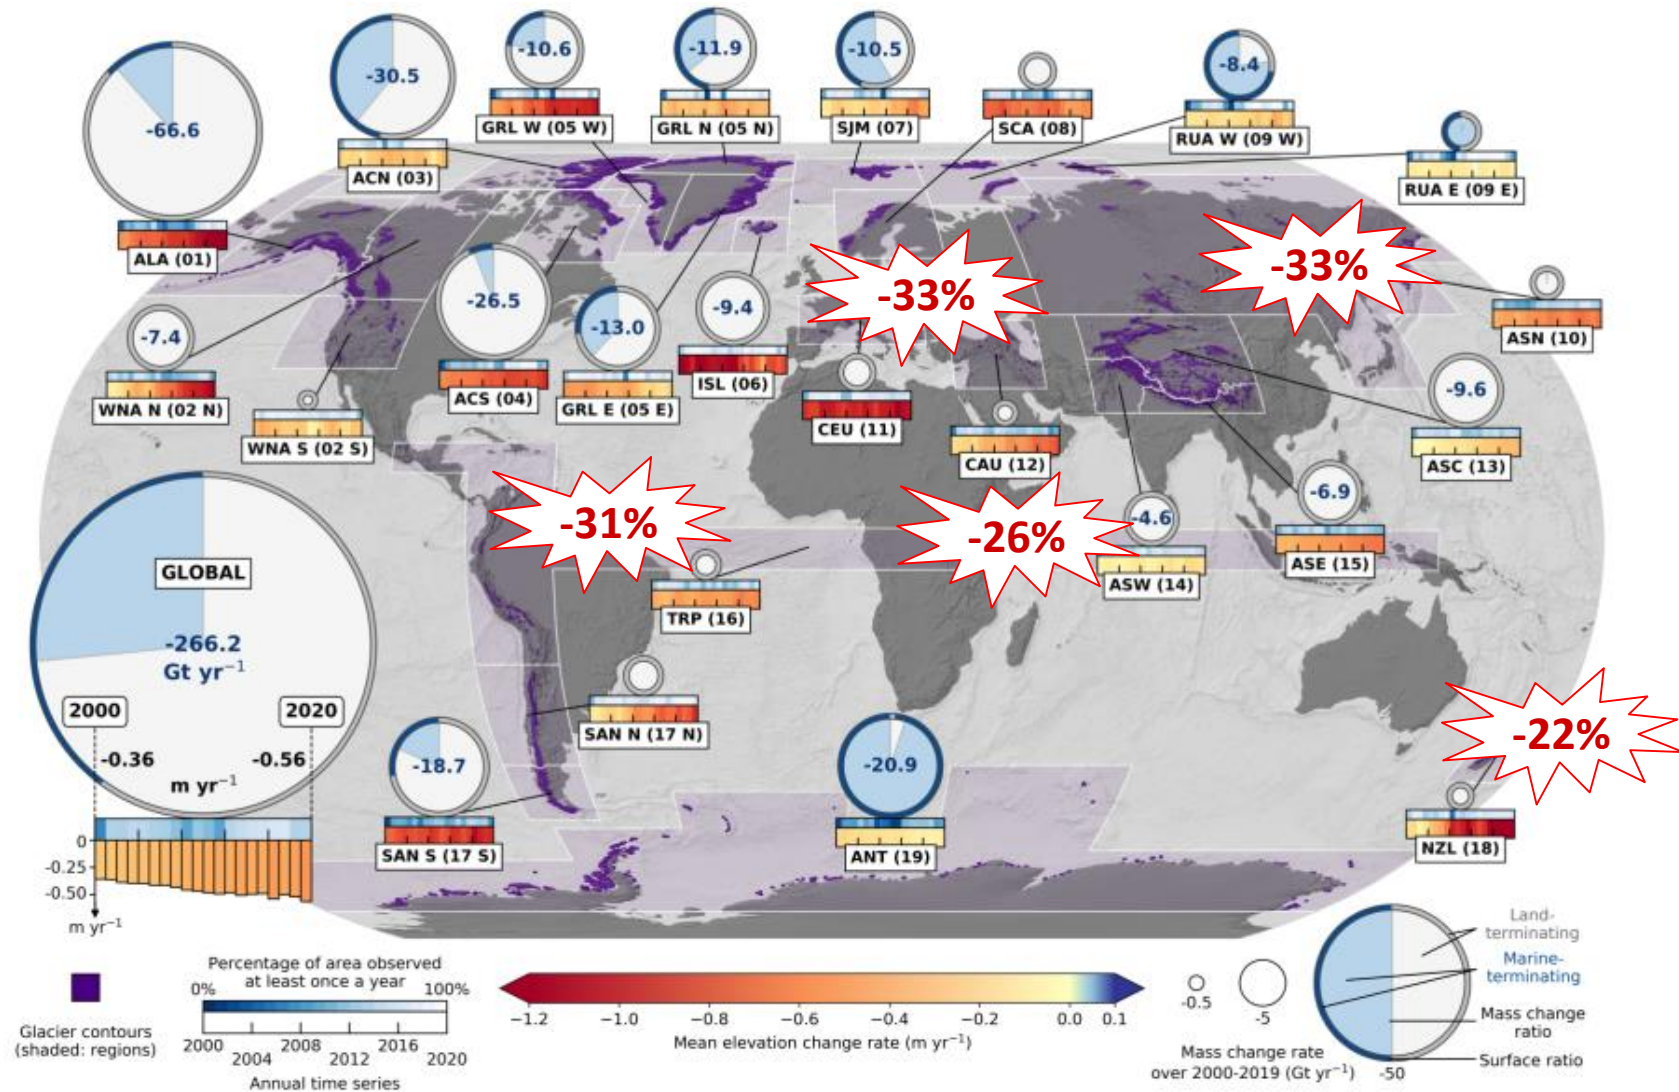 -66.6
ALA (01)
-30.5
ACN (03)
-10.6
GRL W (05 W)
-11.9
GRL N (05 N)
-10.5
SJM (07)
SCA (08)
-8.4
RUA W (09 W)
RUA E (09 E)
-33%
-33%
ASN (10)
-7.4
WNA N (02 N)
WNA S (02 S)
-26.5
ACS (04)
-13.0
GRL E (05 E)
-9.4
ISL (06)
CEU (11)
CAU (12)
-9.6
ASC (13)
-31%
-26%
-4.6
ASW (14)
-6.9
ASE (15)
TRP (16)
GLOBAL
-266.2
Gt yr⁻¹
2000
2020
-0.36
-0.56
m yr⁻¹
0
-0.25
-0.50
m yr⁻¹
SAN N (17 N)
-18.7
SAN S (17 S)
-20.9
ANT (19)
-22%
NZL (18)
Glacier contours
(shaded: regions)
Percentage of area observed
at least once a year
0%
100%
2000
2004
2008
2012
2016
2020
Annual time series
−1.2
−1.0
−0.8
−0.6
−0.4
−0.2
0.0
0.1
Mean elevation change rate (m yr⁻¹)
-0.5
-5
-50
Mass change rate
over 2000-2019 (Gt yr⁻¹)
Land-
terminating
Marine-
terminating
Mass change
ratio
Surface ratio